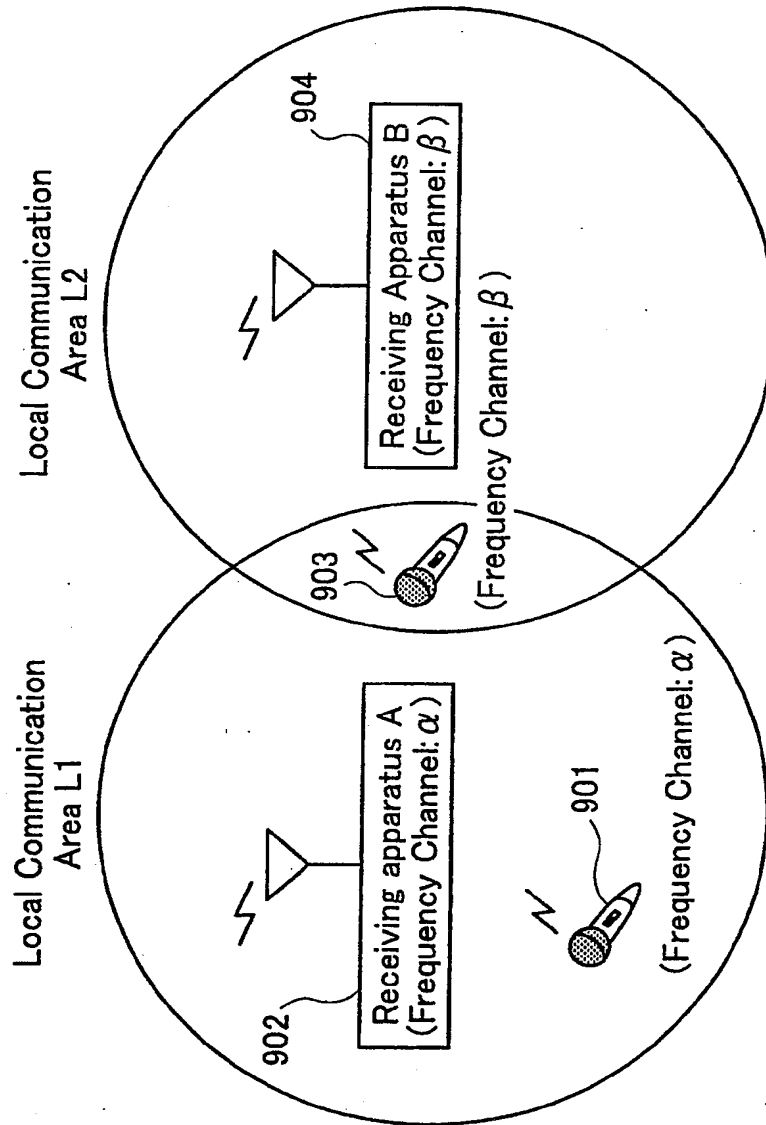 Local Communication
Area L1
Local Communication
Area L2
902
Receiving apparatus A
(Frequency Channel: α)
901
(Frequency Channel: α)
903
(Frequency Channel: β)
904
Receiving Apparatus B
(Frequency Channel: β)